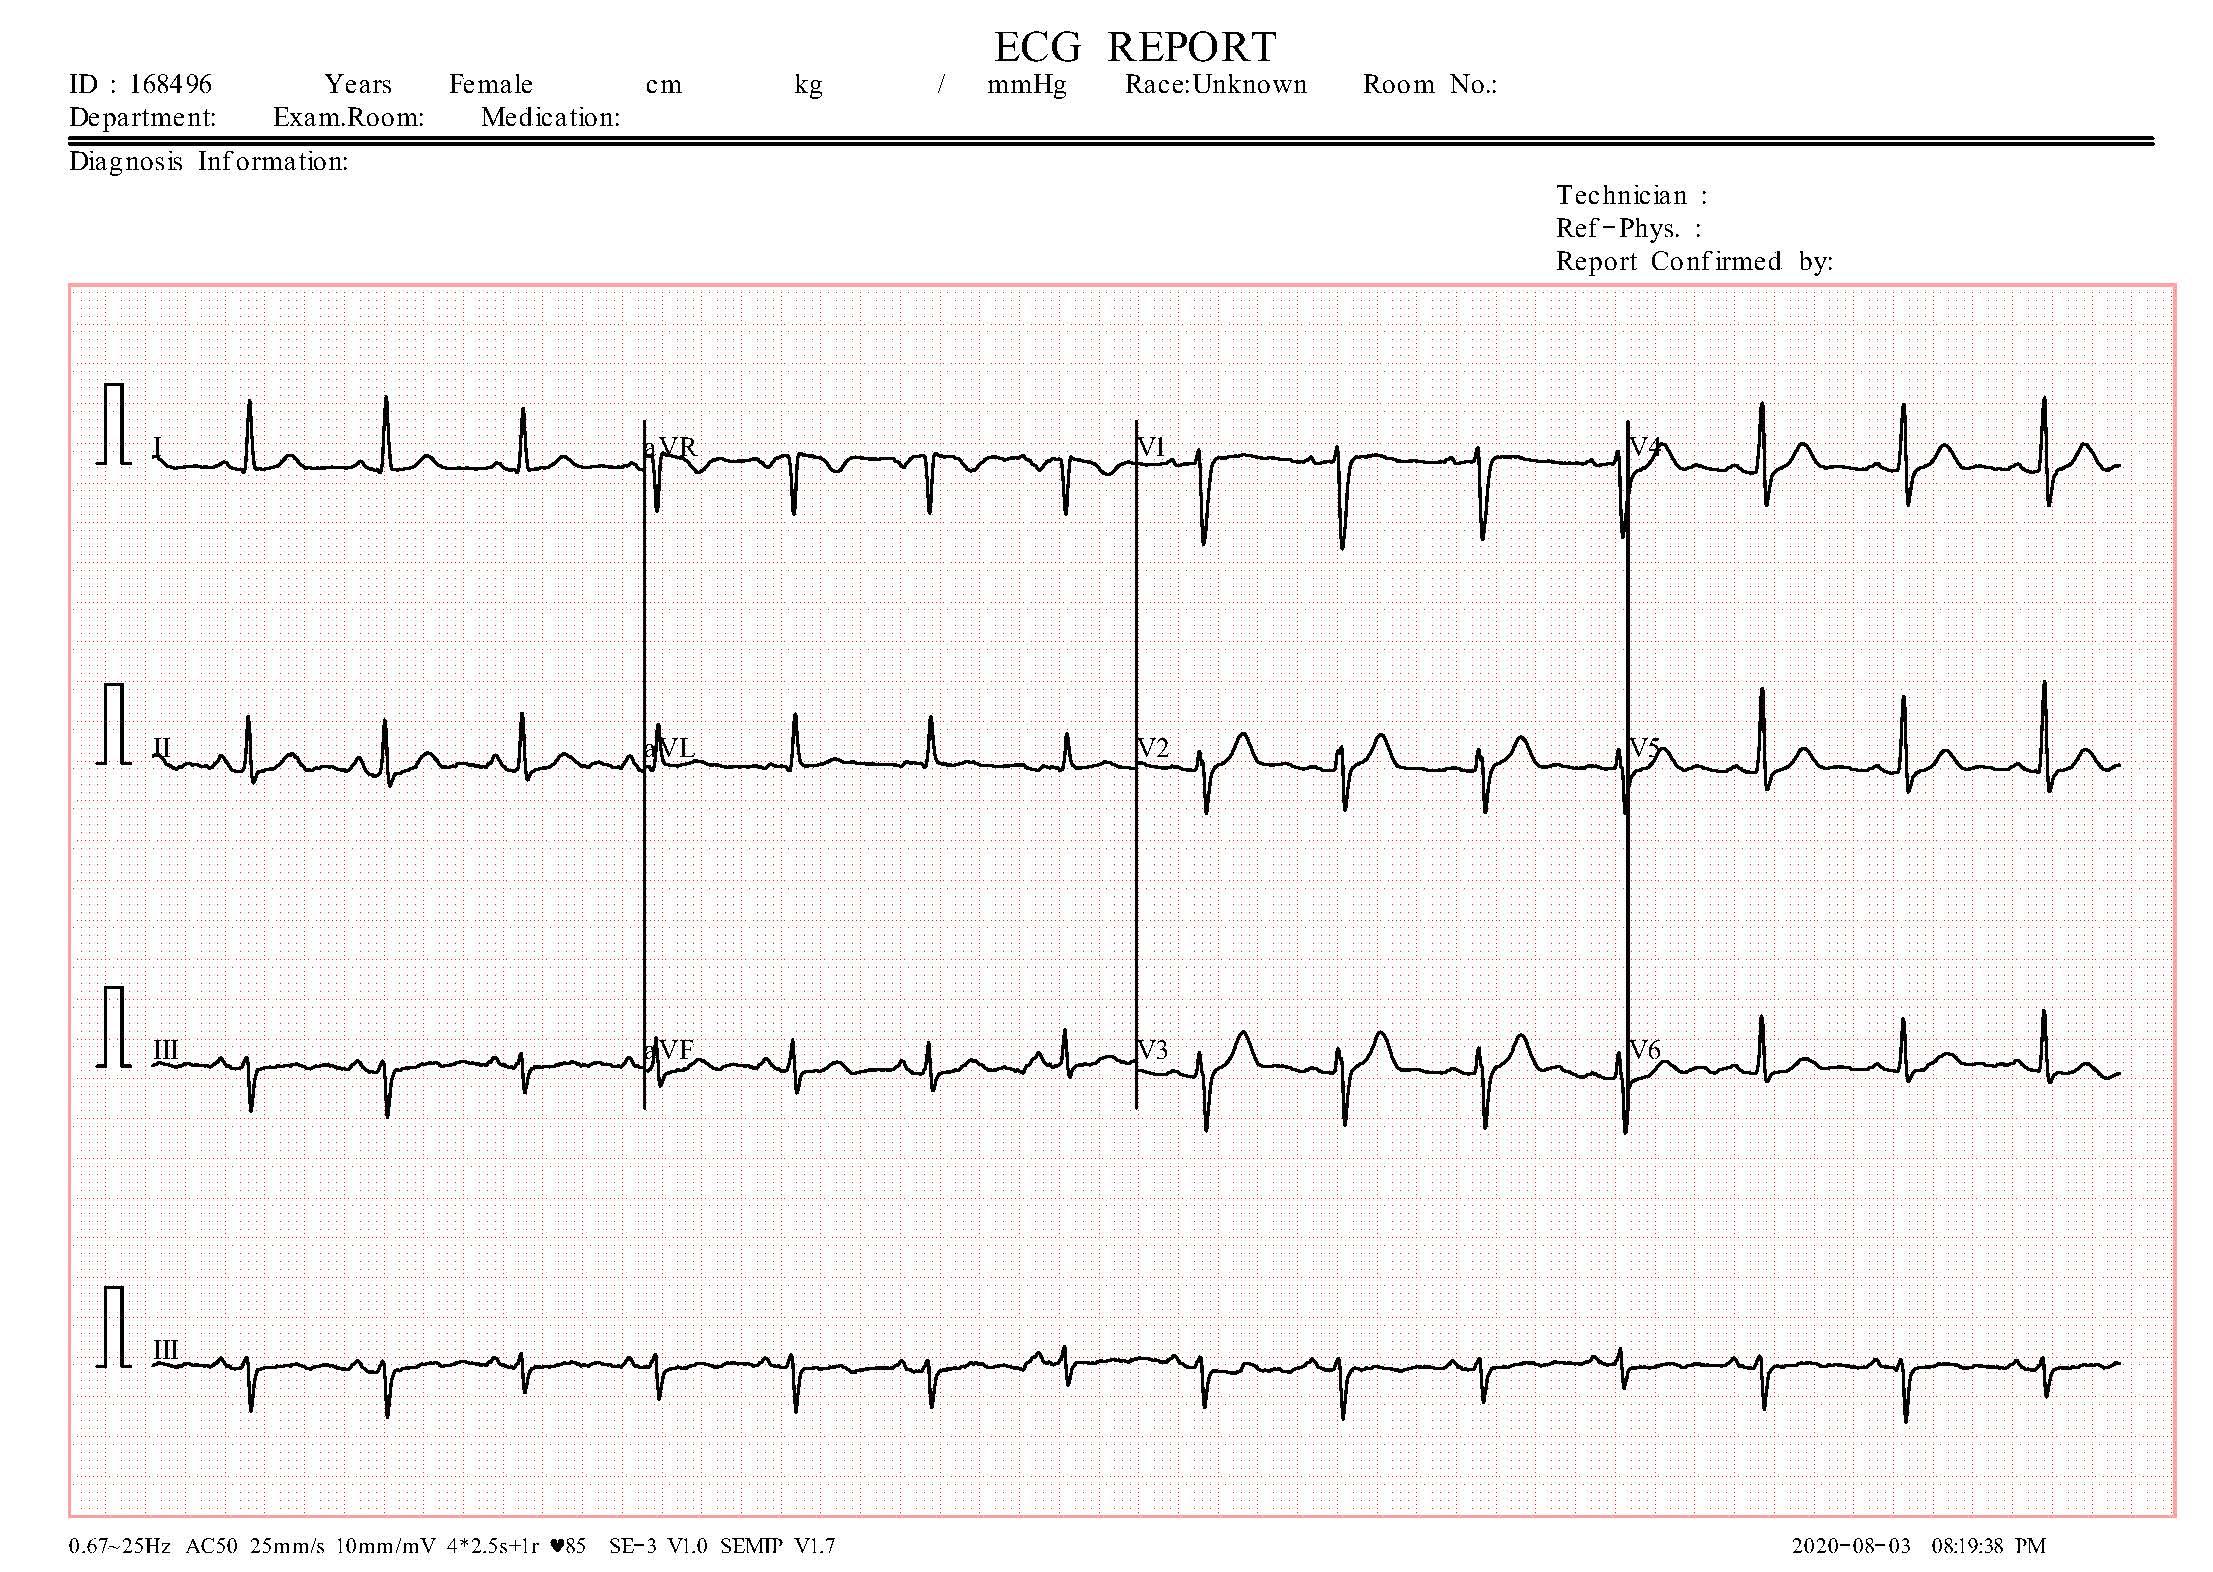 ECG REPORT
ID : 168496 Years Female cm kg / mmHg Race:Unknown Room No.:
Department: Exam.Room: Medication:
Diagnosis Information:
Technician :
Ref-Phys. :
Report Confirmed by:
I aVR V1 V4
II aVL V2 V5
III aVF V3 V6
III
0.67~25Hz AC50 25mm/s 10mm/mV 4*2.5s+1r ♥85 SE-3 V1.0 SEMIP V1.7 2020-08-03 08:19:38 PM